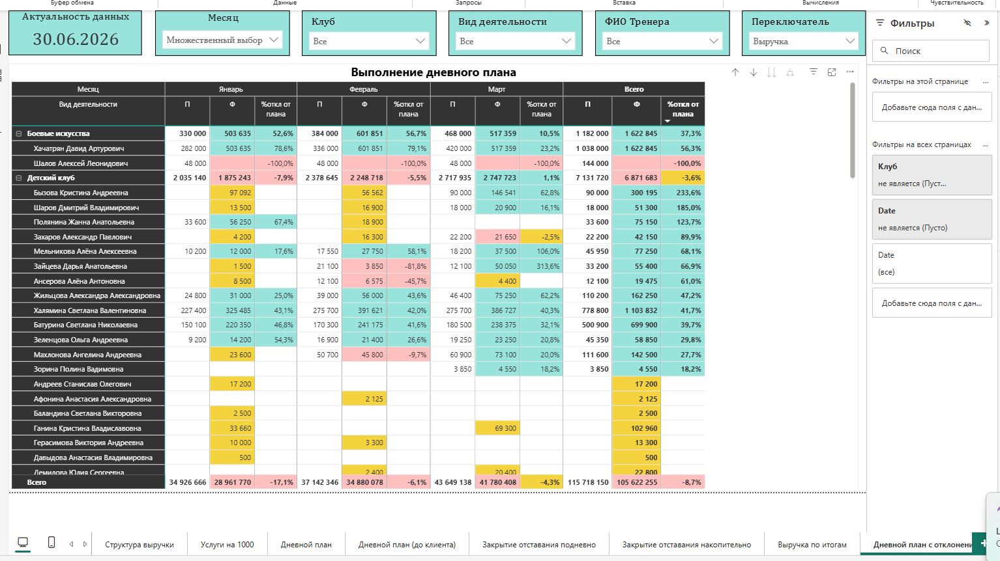 Буфер обмена Данные Запросы Вставка Вычисления Чувствительность
Актуальность данных
30.06.2026
Месяц
Множественный выбор
Клуб
Все
Вид деятельности
Все
ФИО Тренера
Все
Переключатель
Выручка
Выполнение дневного плана
Месяц Январь Февраль Март Всего
Вид деятельности П Ф %откл от плана П Ф %откл от плана П Ф %откл от плана П Ф %откл от плана
Боевые искусства 330 000 503 635 52,6% 384 000 601 851 56,7% 468 000 517 359 10,5% 1 182 000 1 622 845 37,3%
Хачатрян Давид Артурович 282 000 503 635 78,6% 336 000 601 851 79,1% 420 000 517 359 23,2% 1 038 000 1 622 845 56,3%
Шалов Алексей Леонидович 48 000 -100,0% 48 000 -100,0% 48 000 -100,0% 144 000 -100,0%
Детский клуб 2 035 140 1 875 243 -7,9% 2 378 645 2 248 718 -5,5% 2 717 935 2 747 723 1,1% 7 131 720 6 871 683 -3,6%
Бызова Кристина Андреевна 97 092 56 562 90 000 146 541 62,8% 90 000 300 195 233,6%
Шаров Дмитрий Владимирович 13 500 16 900 18 000 20 900 16,1% 18 000 51 300 185,0%
Полянина Жанна Анатольевна 33 600 56 250 67,4% 18 900 33 600 75 150 123,7%
Захаров Александр Павлович 4 200 16 300 22 200 21 650 -2,5% 22 200 42 150 89,9%
Мельникова Алёна Алексеевна 10 200 12 000 17,6% 17 550 27 750 58,1% 18 200 37 500 106,0% 45 950 77 250 68,1%
Зайцева Дарья Анатольевна 1 500 21 100 3 850 -81,8% 12 100 50 050 313,6% 33 200 55 400 66,9%
Ансерова Алёна Антоновна 8 500 12 100 6 575 -45,7% 4 400 12 100 19 475 61,0%
Жильцова Александра Александровна 24 800 31 000 25,0% 39 000 56 000 43,6% 46 400 75 250 62,2% 110 200 162 250 47,2%
Халямина Светлана Валентиновна 227 400 325 485 43,1% 275 700 391 621 42,0% 275 700 386 727 40,3% 778 800 1 103 832 41,7%
Батурина Светлана Николаевна 150 100 220 350 46,8% 170 300 241 175 41,6% 180 500 238 375 32,1% 500 900 699 900 39,7%
Зеленцова Ольга Андреевна 9 200 14 200 54,3% 16 900 21 400 26,6% 19 250 23 250 20,8% 45 350 58 850 29,8%
Махлонова Ангелина Андреевна 23 600 50 700 45 800 -9,7% 60 900 73 100 20,0% 111 600 142 500 27,7%
Зорина Полина Вадимовна 3 850 4 550 18,2% 3 850 4 550 18,2%
Андреев Станислав Олегович 17 200 17 200
Афонина Анастасия Александровна 2 125 2 125
Баландина Светлана Викторовна 2 500 2 500
Ганина Кристина Владиславовна 33 660 69 300 102 960
Герасимова Виктория Андреевна 10 000 3 300 13 300
Давыдова Анастасия Владимировна 500 500
Демидова Юлия Сергеевна 2 400 20 400 22 800
Всего 34 926 666 28 961 770 -17,1% 37 142 346 34 880 078 -6,1% 43 649 138 41 780 408 -4,3% 115 718 150 105 622 255 -8,7%
Фильтры
Поиск
Фильтры на этой странице ...
Добавьте сюда поля с дан...
Фильтры на всех страницах ...
Клуб
не является (Пуст...
Date
не является (Пусто)
Date
(все)
Добавьте сюда поля с дан...
Структура выручки Услуги на 1000 Дневной план Дневной план (до клиента) Закрытие отставания подневно Закрытие отставания накопительно Выручка по итогам Дневной план с отклонени